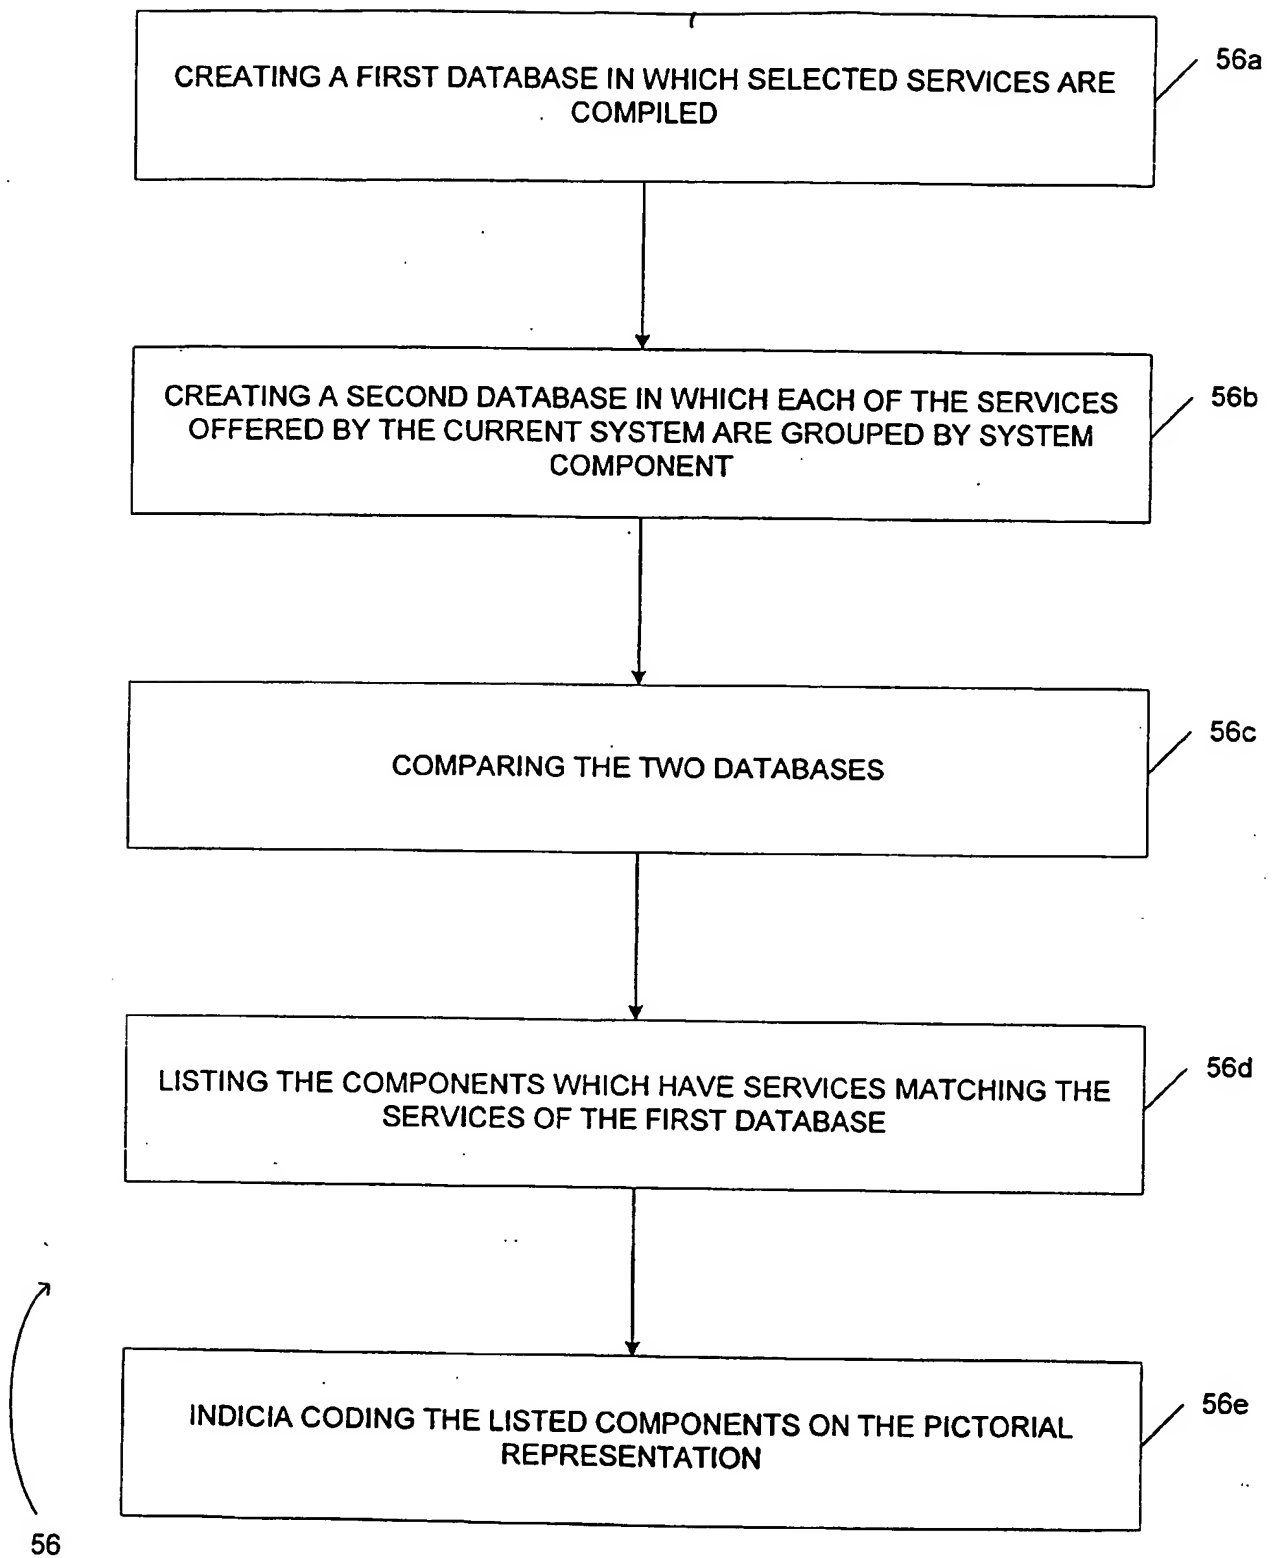 56a
CREATING A FIRST DATABASE IN WHICH SELECTED SERVICES ARE
COMPILED
56b
CREATING A SECOND DATABASE IN WHICH EACH OF THE SERVICES
OFFERED BY THE CURRENT SYSTEM ARE GROUPED BY SYSTEM
COMPONENT
56c
COMPARING THE TWO DATABASES
56d
LISTING THE COMPONENTS WHICH HAVE SERVICES MATCHING THE
SERVICES OF THE FIRST DATABASE
56e
INDICIA CODING THE LISTED COMPONENTS ON THE PICTORIAL
REPRESENTATION
56